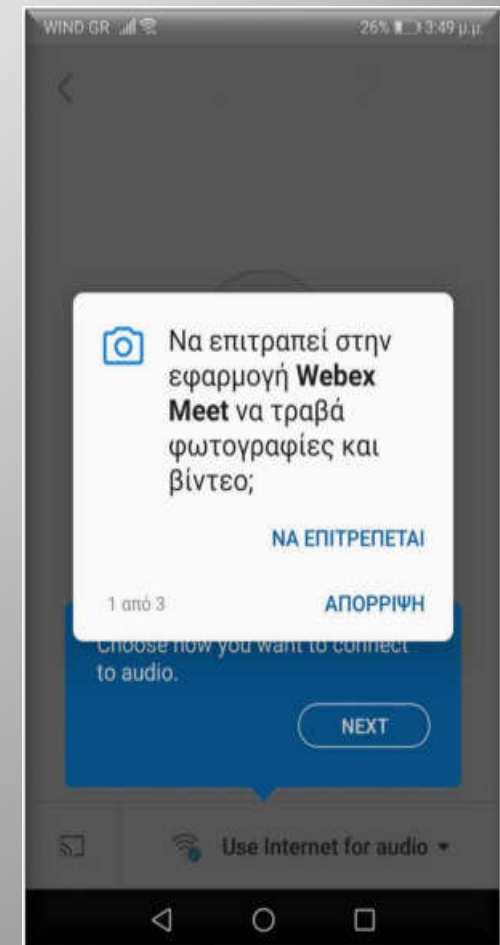 WIND GR 26% 3:49 μ.μ.
Να επιτραπεί στην
εφαρμογή Webex
Meet να τραβά
φωτογραφίες και
βίντεο;
ΝΑ ΕΠΙΤΡΕΠΕΤΑΙ
1 από 3 ΑΠΟΡΡΙΨΗ
Choose how you want to connect
to audio.
NEXT
Use Internet for audio